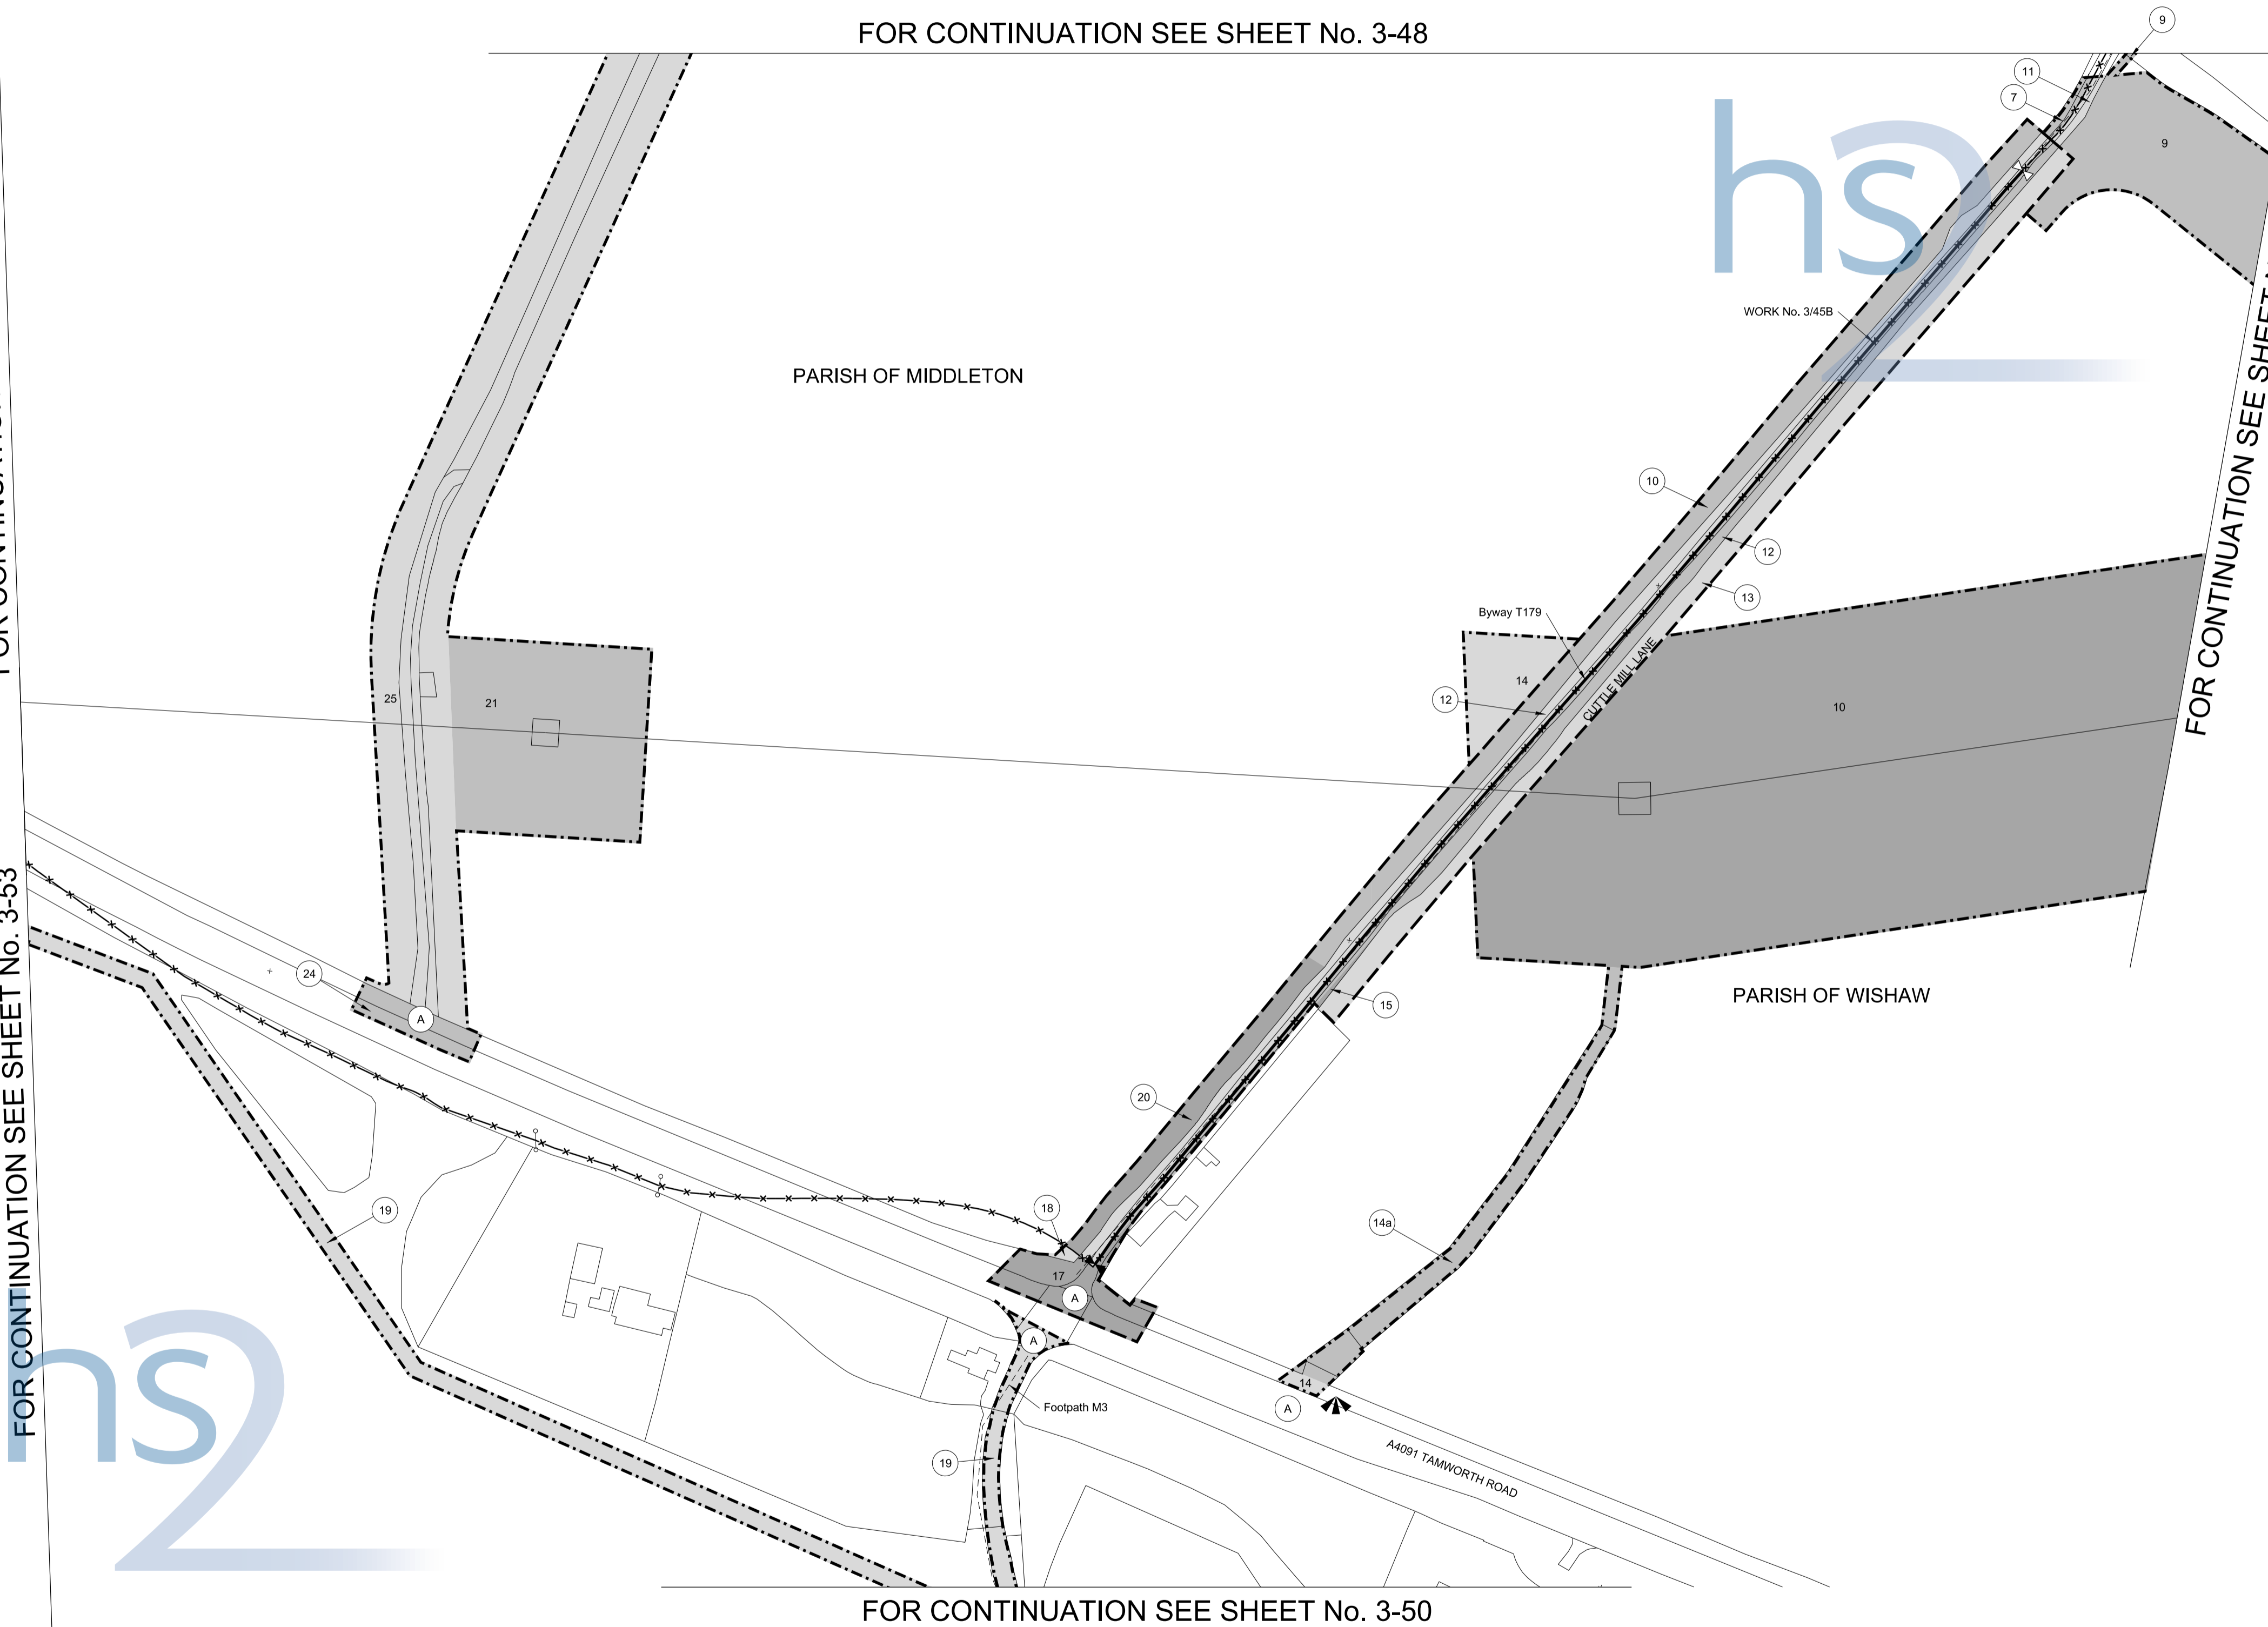 FOR CONTINUATION SEE SHEET No. 3-48
9
11
7
9
hs2
WORK No. 3/45B
PARISH OF MIDDLETON
FOR CONTINUATION SEE SHEET
10
12
13
Byway T179
CUTTLE MILL LANE
14
12
10
25
21
FOR CONTINUATION SEE SHEET No. 3-53
24
A
15
PARISH OF WISHAW
20
18
19
14a
17
A
A
14
A
Footpath M3
19
A4091 TAMWORTH ROAD
hs2
FOR CONTINUATION SEE SHEET No. 3-50